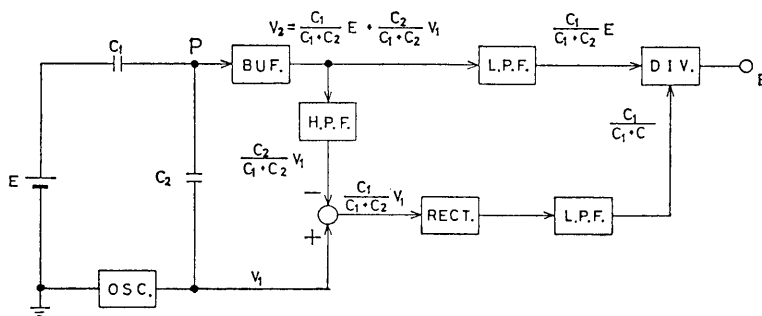 V₂ = C₁/(C₁+C₂) E + C₂/(C₁+C₂) V₁
C₁/(C₁+C₂) E
C₁
P
BUF.
L.P.F.
DIV.
E
H.P.F.
C₁/(C₁+C
C₂/(C₁+C₂) V₁
C₂
E
−
C₁/(C₁+C₂) V₁
+
RECT.
L.P.F.
OSC.
V₁